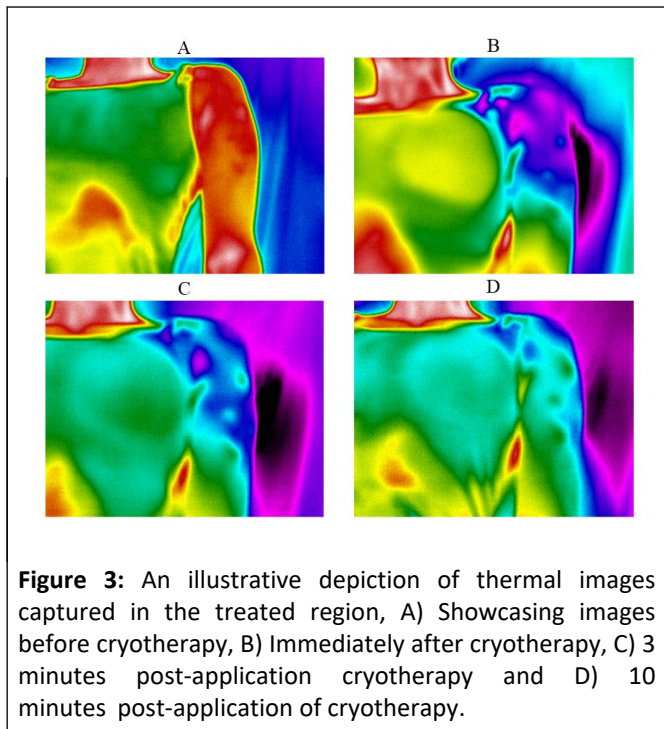 A
B
C
D
Figure 3: An illustrative depiction of thermal images
captured in the treated region, A) Showcasing images
before cryotherapy, B) Immediately after cryotherapy, C) 3
minutes post-application cryotherapy and D) 10
minutes post-application of cryotherapy.